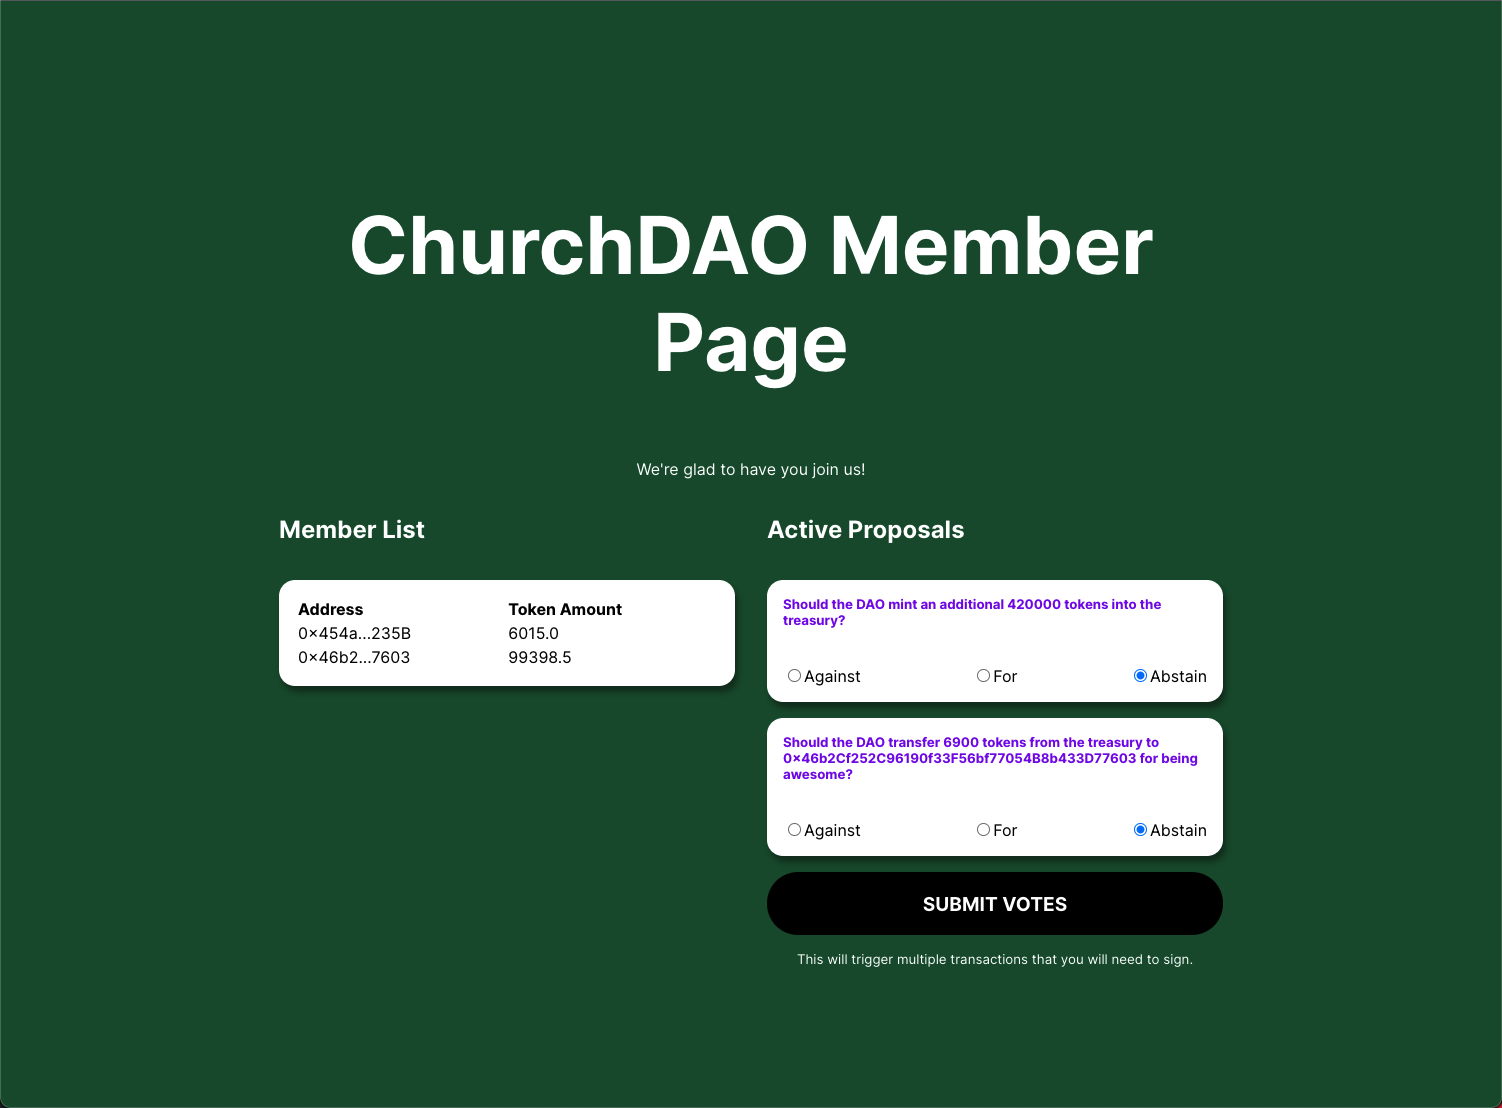 ChurchDAO Member
Page
We're glad to have you join us!
Member List
Address Token Amount
0x454a...235B 6015.0
0x46b2...7603 99398.5
Active Proposals
Should the DAO mint an additional 420000 tokens into the
treasury?
Against For Abstain
Should the DAO transfer 6900 tokens from the treasury to
0x46b2Cf252C96190f33F56bf77054B8b433D77603 for being
awesome?
Against For Abstain
SUBMIT VOTES
This will trigger multiple transactions that you will need to sign.